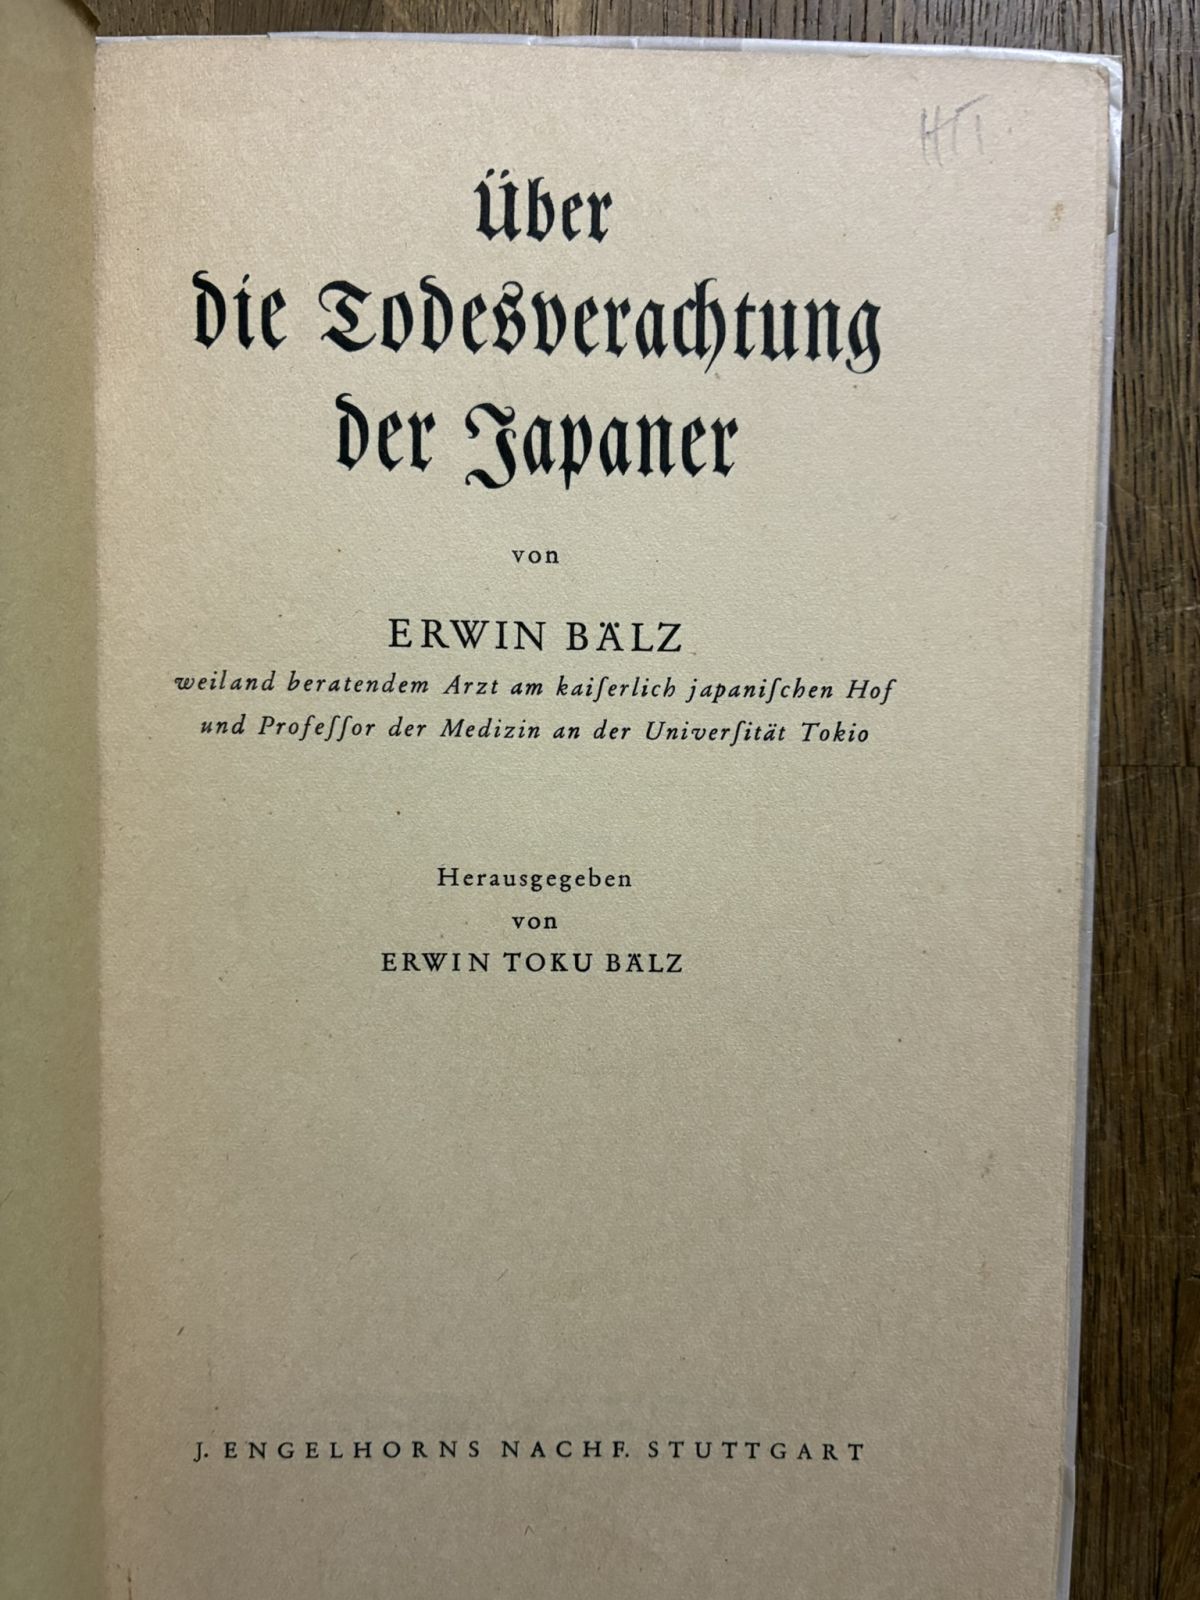 Über
die Todesverachtung
der Japaner
von
ERWIN BÄLZ
weiland beratendem Arzt am kaiſerlich japaniſchen Hof
und Profeſſor der Medizin an der Univerſität Tokio
Herausgegeben
von
ERWIN TOKU BÄLZ
J. ENGELHORNS NACHF. STUTTGART